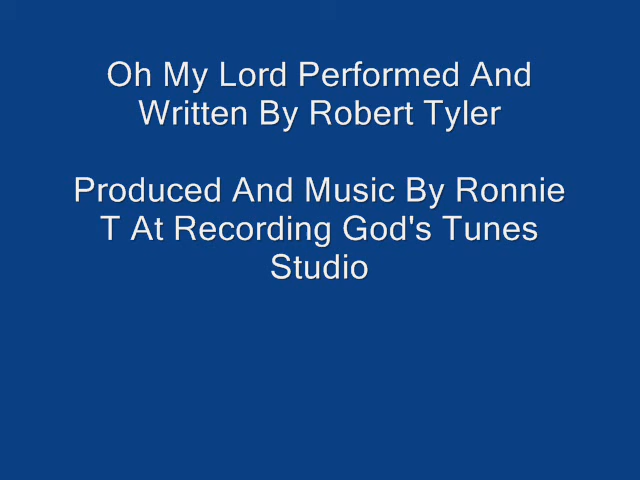 Oh My Lord Performed And
Written By Robert Tyler
Produced And Music By Ronnie
T At Recording God's Tunes
Studio